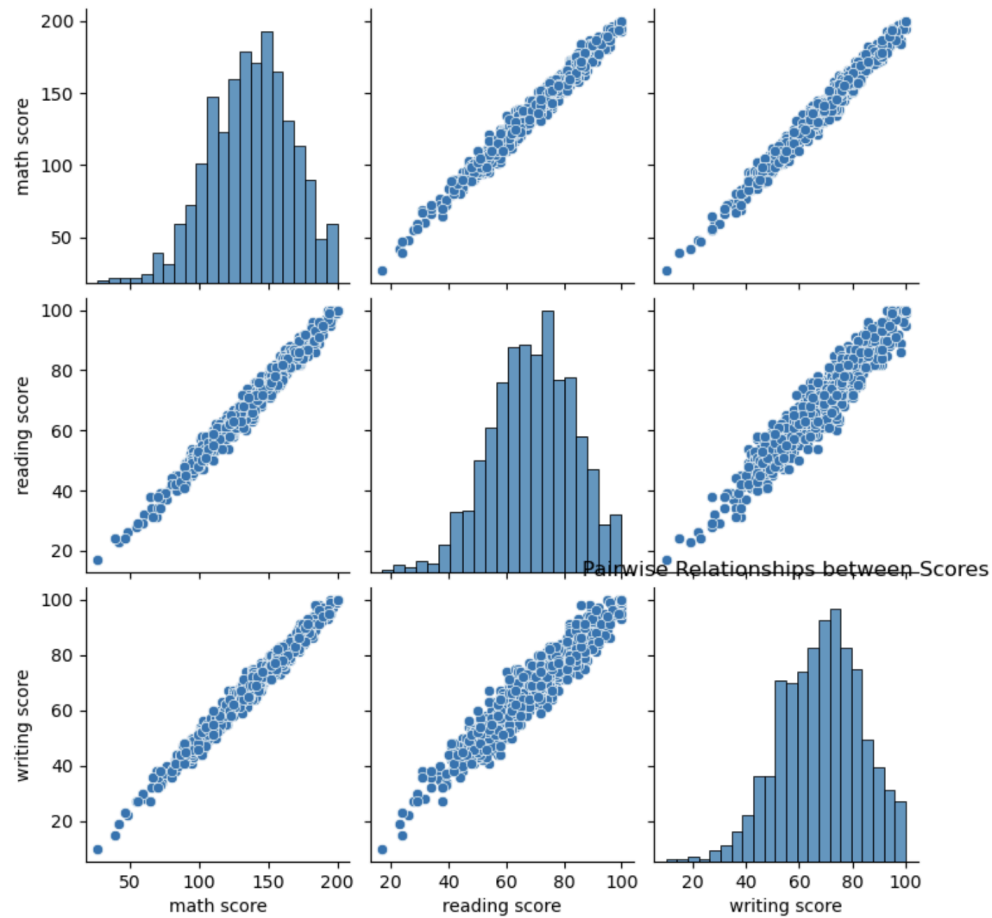 200
150
100
50
math score
100
80
60
40
20
reading score
Pairwise Relationships between Scores
100
80
60
40
20
writing score
50 100 150 200
20 40 60 80 100
20 40 60 80 100
math score
reading score
writing score